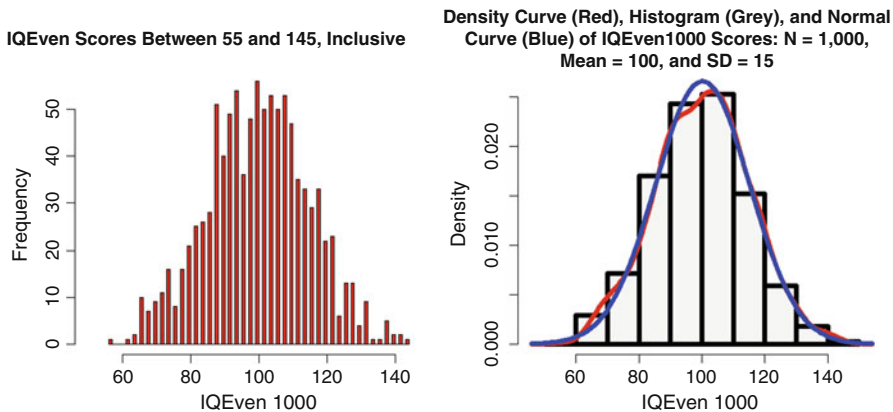 IQEven Scores Between 55 and 145, Inclusive
50
40
30
20
10
0
Frequency
60
80
100
120
140
IQEven 1000
Density Curve (Red), Histogram (Grey), and Normal
Curve (Blue) of IQEven1000 Scores: N = 1,000,
Mean = 100, and SD = 15
0.020
0.010
0.000
Density
60
80
100
120
140
IQEven 1000